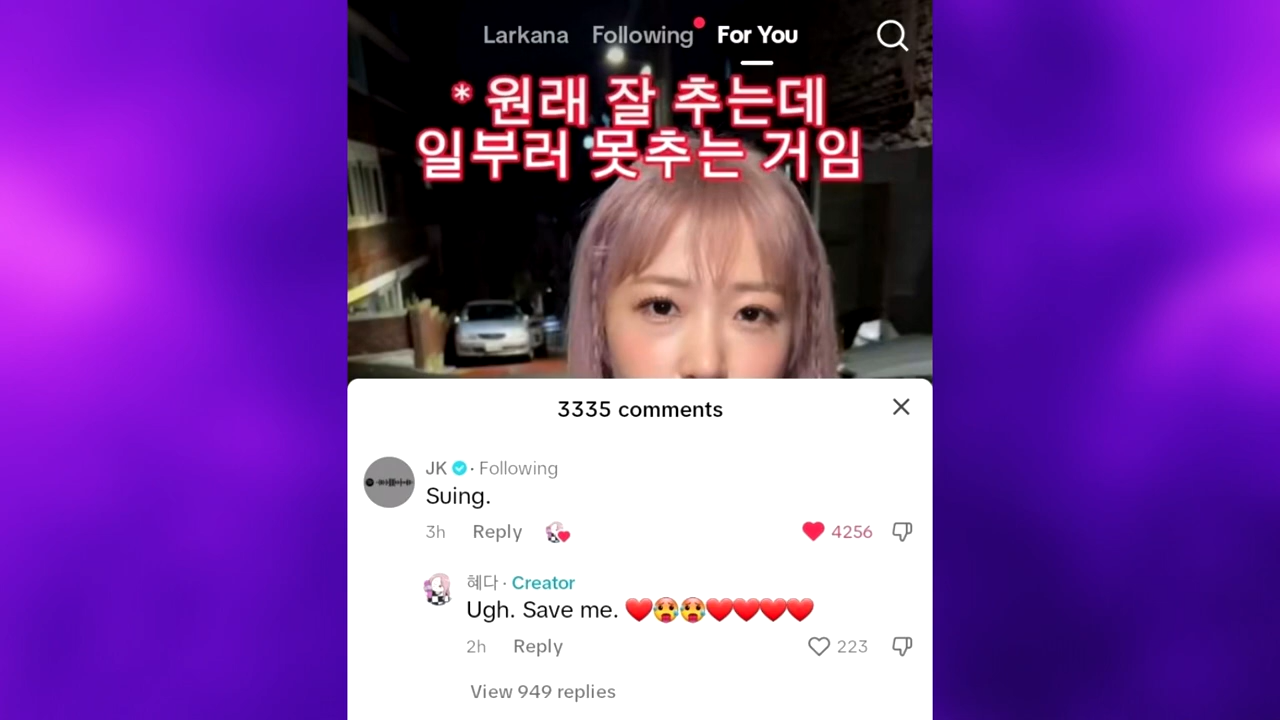 Larkana Following For You
* 원래 잘 추는데
일부러 못추는 거임
3335 comments
JK · Following
Suing.
3h Reply 4256
혜다 · Creator
Ugh. Save me. ❤️🥵🥵❤️❤️❤️❤️
2h Reply 223
View 949 replies